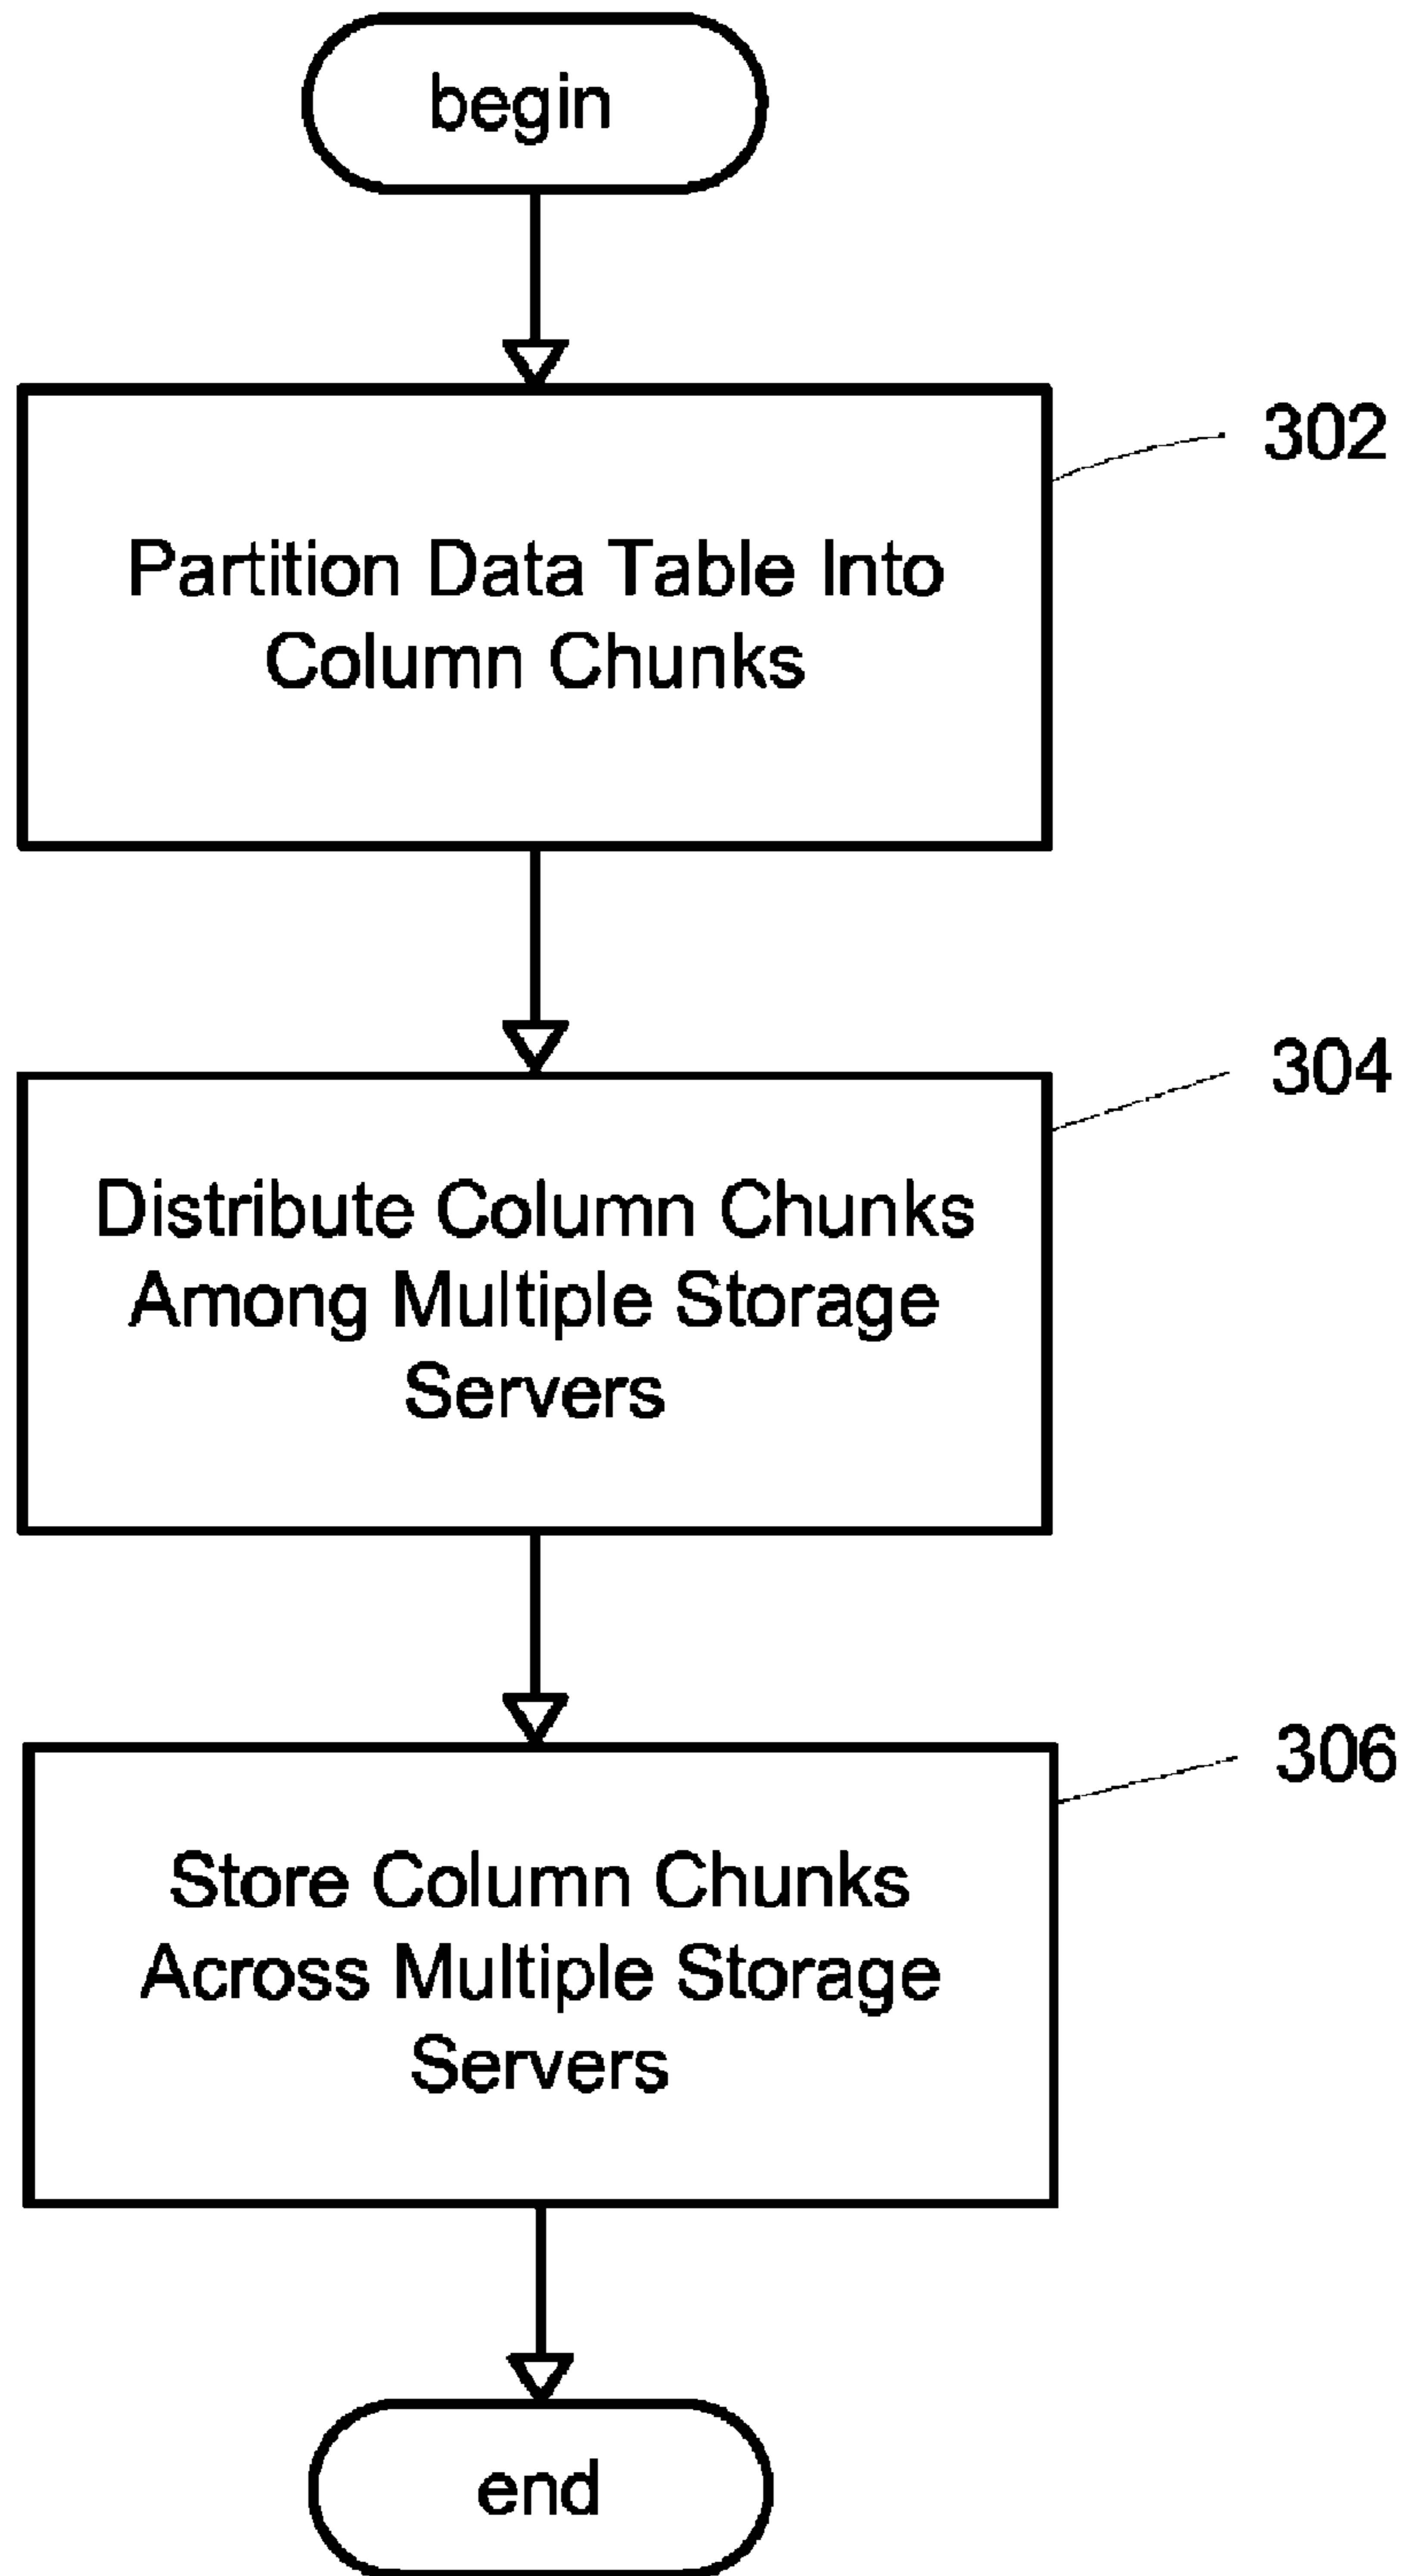 begin
302
Partition Data Table Into
Column Chunks
304
Distribute Column Chunks
Among Multiple Storage
Servers
306
Store Column Chunks
Across Multiple Storage
Servers
end